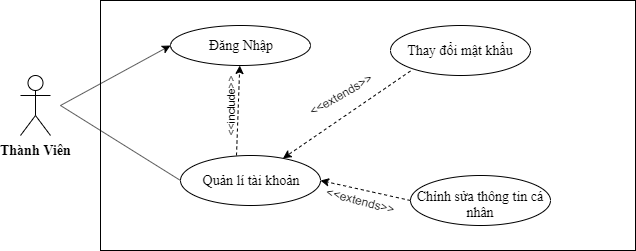 Đăng Nhập
Thay đổi mật khẩu
<<extends>>
<<include>>
Thành Viên
Quản lí tài khoản
<<extends>>
Chỉnh sửa thông tin cá
nhân